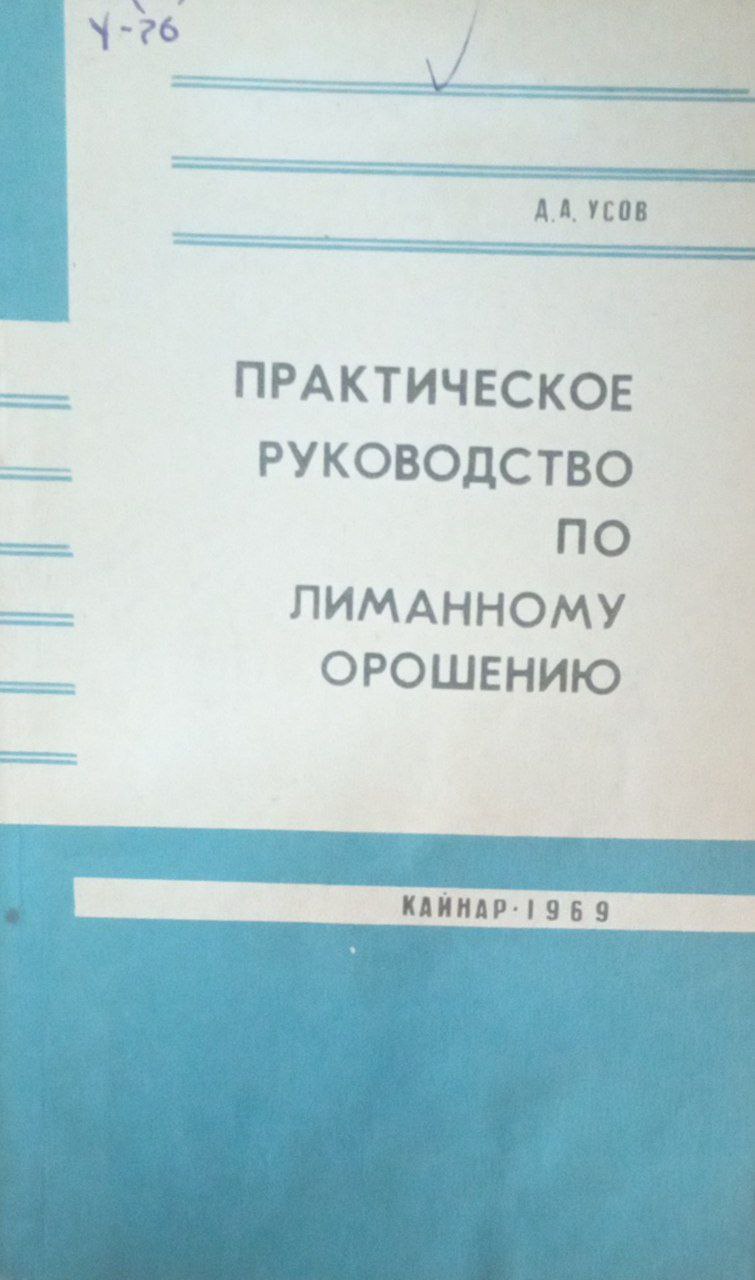 У-76
Д.А. УСОВ
ПРАКТИЧЕСКОЕ
РУКОВОДСТВО
ПО
ЛИМАННОМУ
ОРОШЕНИЮ
КАЙНАР·1969